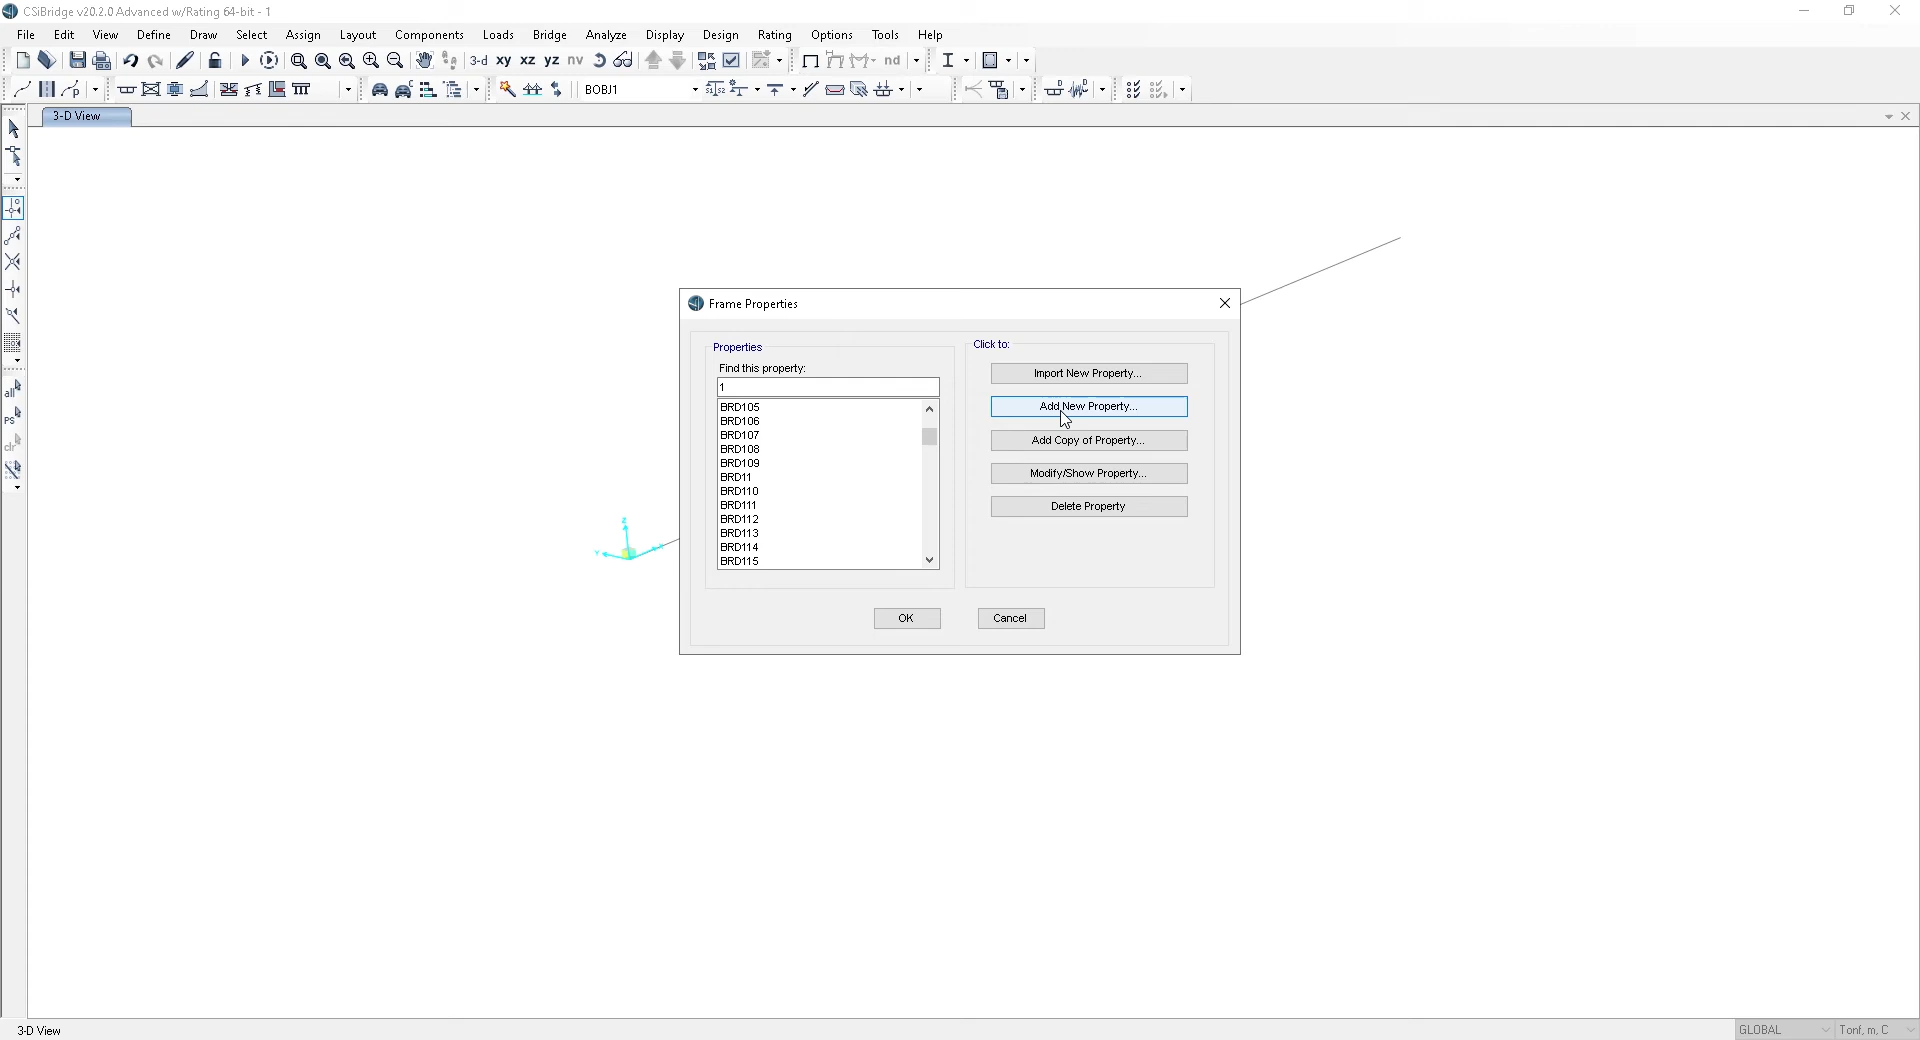 CSiBridge v20.2.0 Advanced w/Rating 64-bit - 1
File Edit View Define Draw Select Assign Layout Components Loads Bridge Analyze Display Design Rating Options Tools Help
3-d xy xz yz nv nd
BOBJ1
3-D View
all
PS
clr
Frame Properties
Properties
Find this property:
1
BRD105
BRD106
BRD107
BRD108
BRD109
BRD11
BRD110
BRD111
BRD112
BRD113
BRD114
BRD115
Click to:
Import New Property...
Add New Property...
Add Copy of Property...
Modify/Show Property...
Delete Property
OK Cancel
Z
Y
3-D View
GLOBAL Tonf, m, C